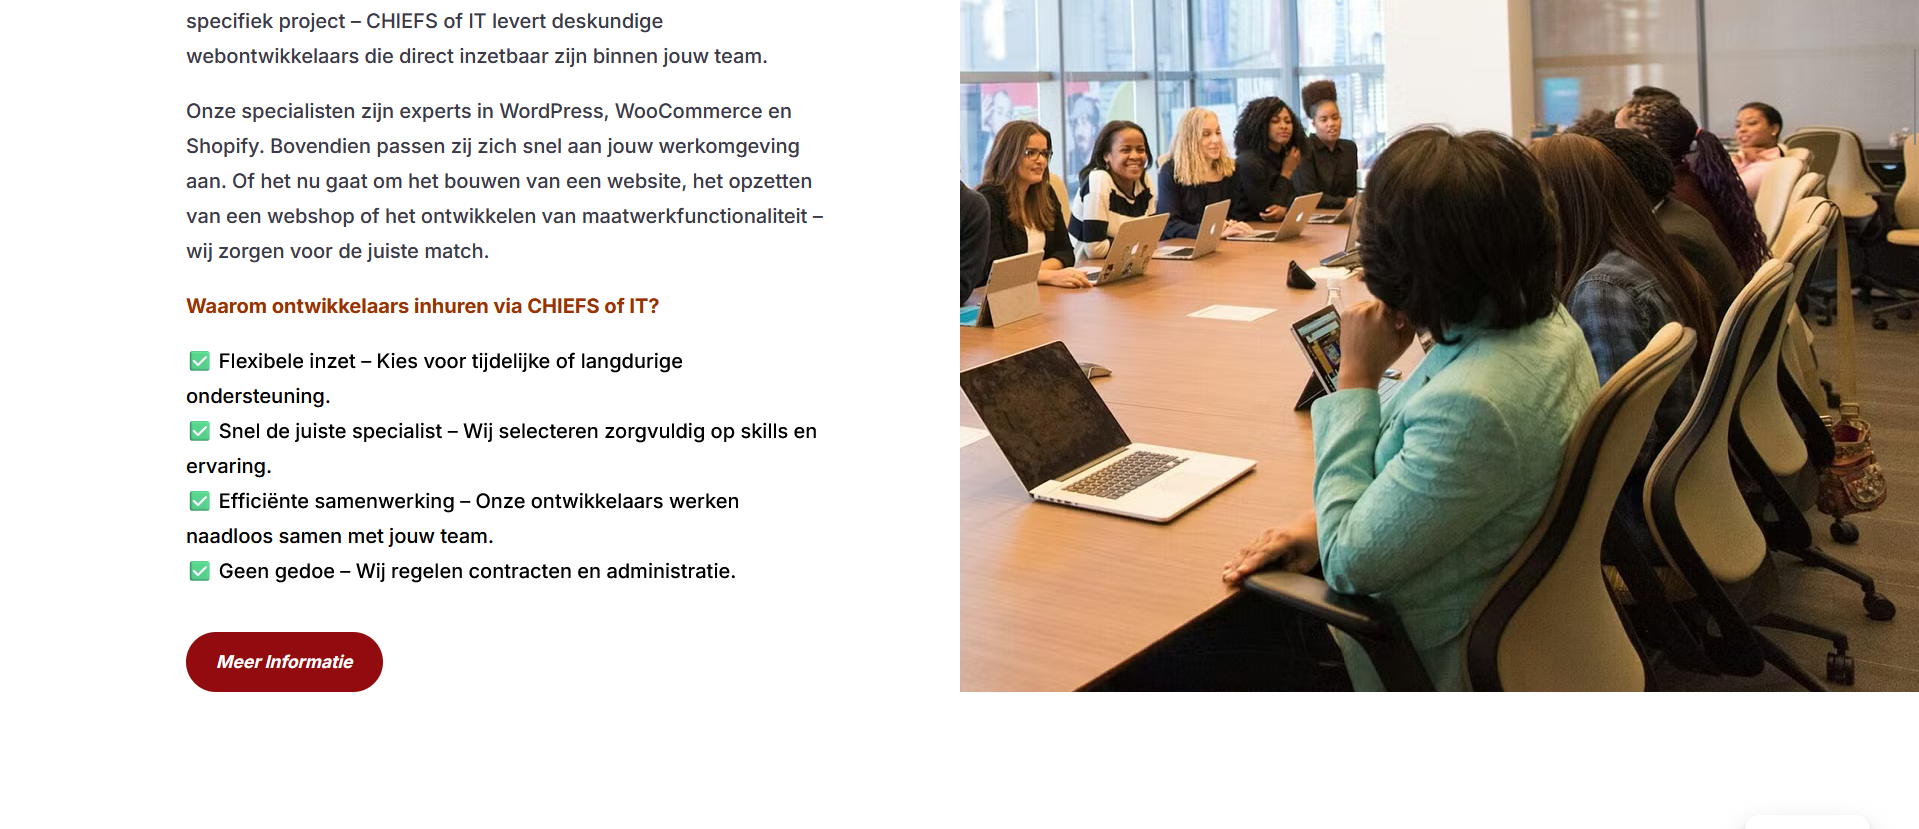 specifiek project – CHIEFS of IT levert deskundige
webontwikkelaars die direct inzetbaar zijn binnen jouw team.
Onze specialisten zijn experts in WordPress, WooCommerce en
Shopify. Bovendien passen zij zich snel aan jouw werkomgeving
aan. Of het nu gaat om het bouwen van een website, het opzetten
van een webshop of het ontwikkelen van maatwerkfunctionaliteit –
wij zorgen voor de juiste match.
Waarom ontwikkelaars inhuren via CHIEFS of IT?
✅ Flexibele inzet – Kies voor tijdelijke of langdurige
ondersteuning.
✅ Snel de juiste specialist – Wij selecteren zorgvuldig op skills en
ervaring.
✅ Efficiënte samenwerking – Onze ontwikkelaars werken
naadloos samen met jouw team.
✅ Geen gedoe – Wij regelen contracten en administratie.
Meer Informatie